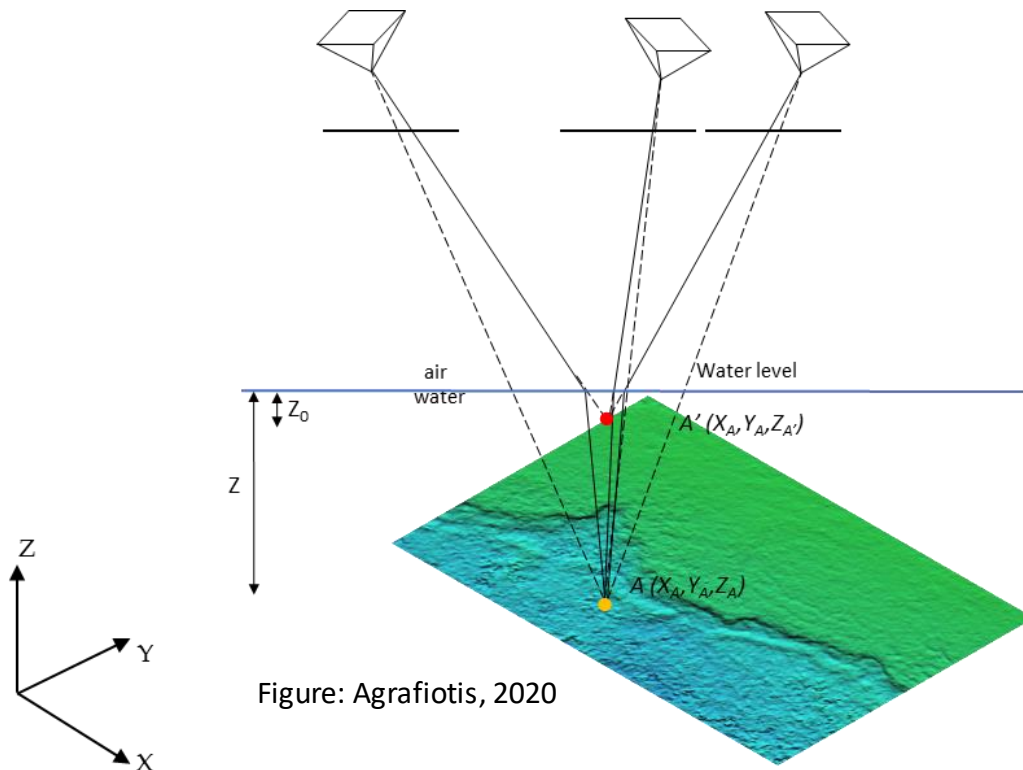 air
water
Water level
Z₀
A' (X_A,Y_A,Z_A')
Z
A (X_A,Y_A,Z_A)
Z
Y
X
Figure: Agrafiotis, 2020